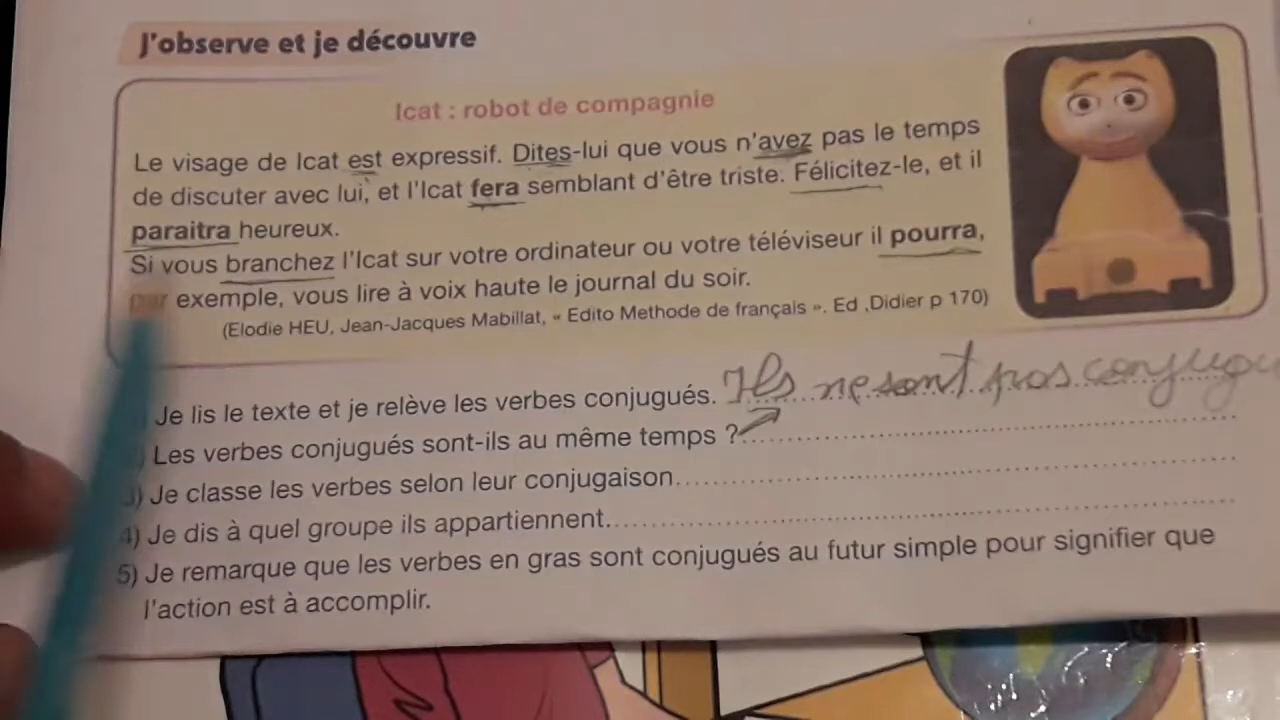 J'observe et je découvre
Icat : robot de compagnie
Le visage de Icat est expressif. Dites-lui que vous n'avez pas le temps
de discuter avec lui, et l'Icat fera semblant d'être triste. Félicitez-le, et il
paraitra heureux.
Si vous branchez l'Icat sur votre ordinateur ou votre téléviseur il pourra,
par exemple, vous lire à voix haute le journal du soir.
(Elodie HEU, Jean-Jacques Mabillat, « Edito Methode de français ». Ed ,Didier p 170)
Je lis le texte et je relève les verbes conjugués. Ils ne sont pas
) Les verbes conjugués sont-ils au même temps ?
3) Je classe les verbes selon leur conjugaison
4) Je dis à quel groupe ils appartiennent
5) Je remarque que les verbes en gras sont conjugués au futur simple pour signifier que
l'action est à accomplir.